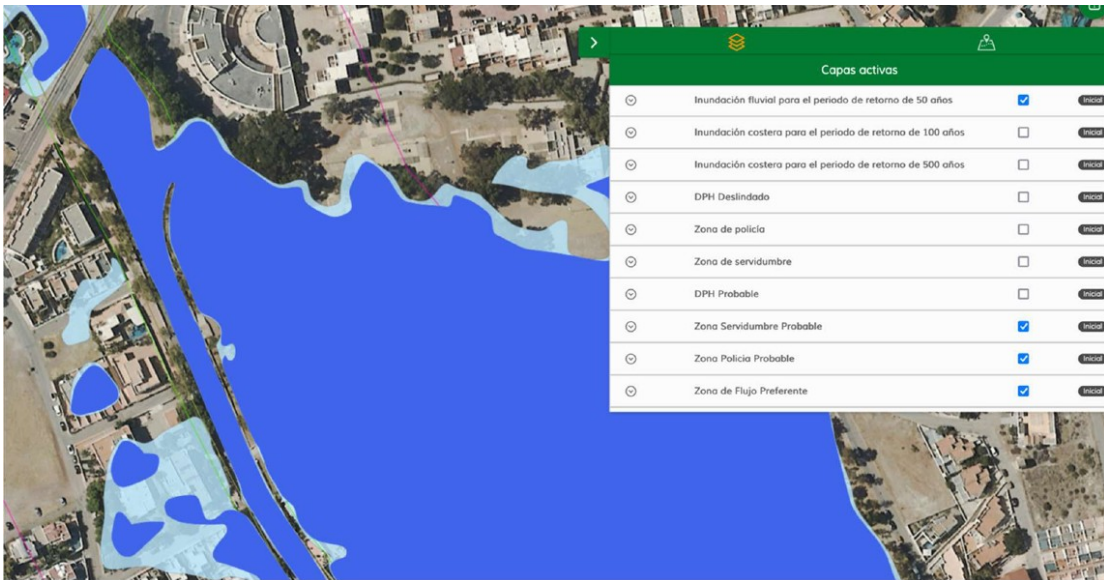 Capas activas
Inundación fluvial para el periodo de retorno de 50 años Inicial
Inundación costera para el periodo de retorno de 100 años Inicial
Inundación costera para el periodo de retorno de 500 años Inicial
DPH Deslindado Inicial
Zona de policía Inicial
Zona de servidumbre Inicial
DPH Probable Inicial
Zona Servidumbre Probable Inicial
Zona Policia Probable Inicial
Zona de Flujo Preferente Inicial